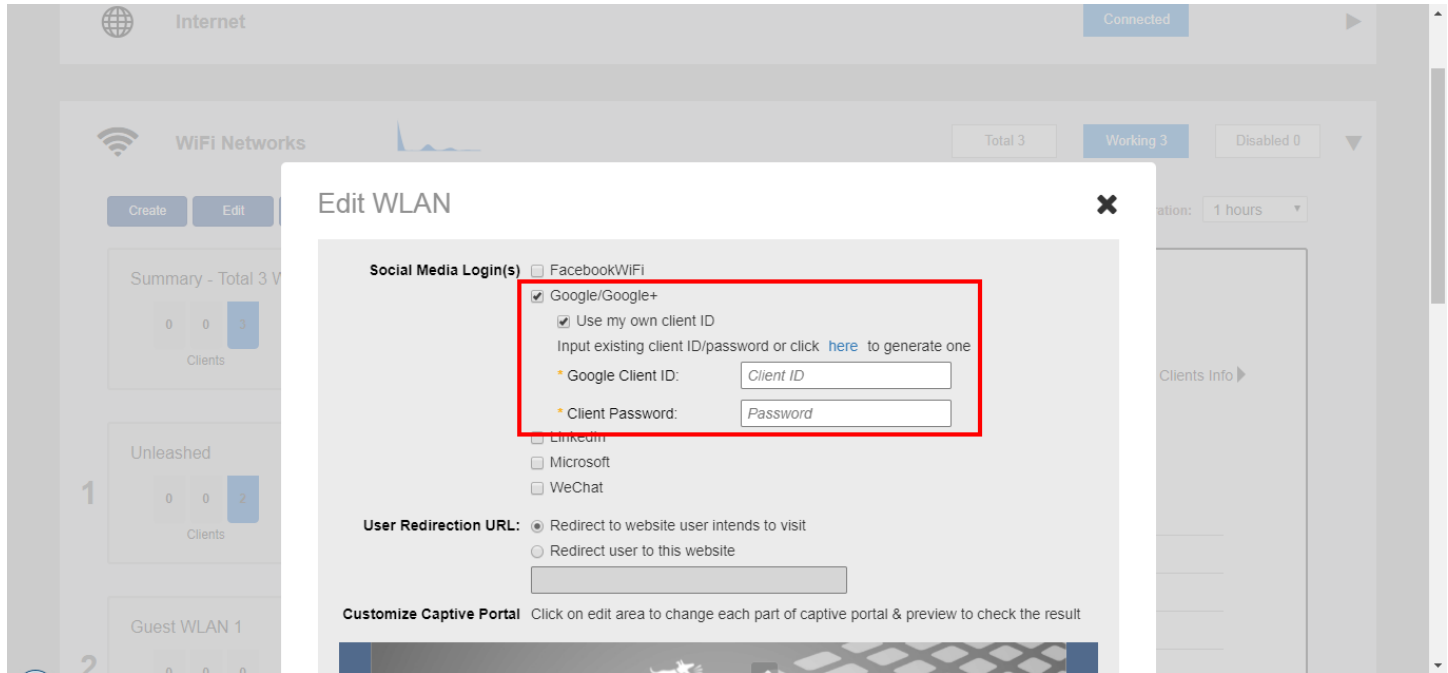 Internet
Connected
WiFi Networks
Total 3
Working 3
Disabled 0
Create
Edit
Edit WLAN
ration:
1 hours
Summary - Total 3 W
0 0 3
Clients
Social Media Login(s)
FacebookWiFi
Google/Google+
Use my own client ID
Input existing client ID/password or click here to generate one
* Google Client ID:
Client ID
* Client Password:
Password
LinkedIn
Microsoft
WeChat
Clients Info
1
Unleashed
0 0 2
Clients
User Redirection URL:
Redirect to website user intends to visit
Redirect user to this website
Customize Captive Portal
Click on edit area to change each part of captive portal & preview to check the result
2
Guest WLAN 1
0 0 0